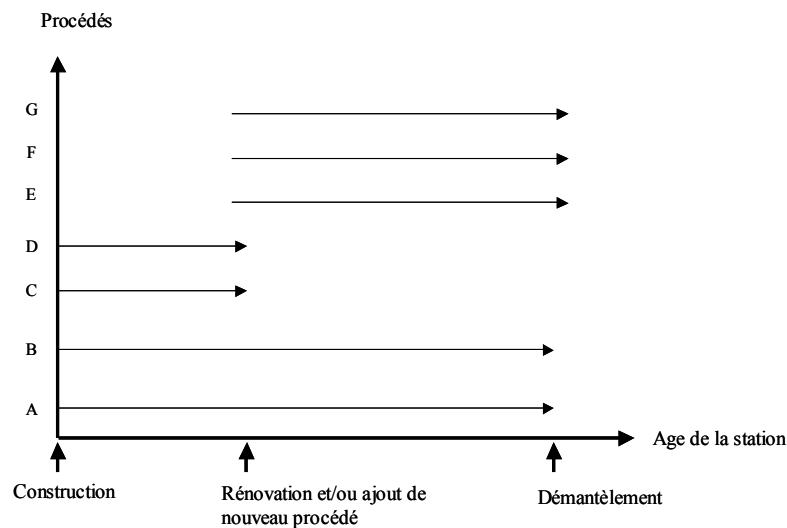 Procédés
G
F
E
D
C
B
A
Age de la station
Construction
Rénovation et/ou ajout de
nouveau procédé
Démantèlement